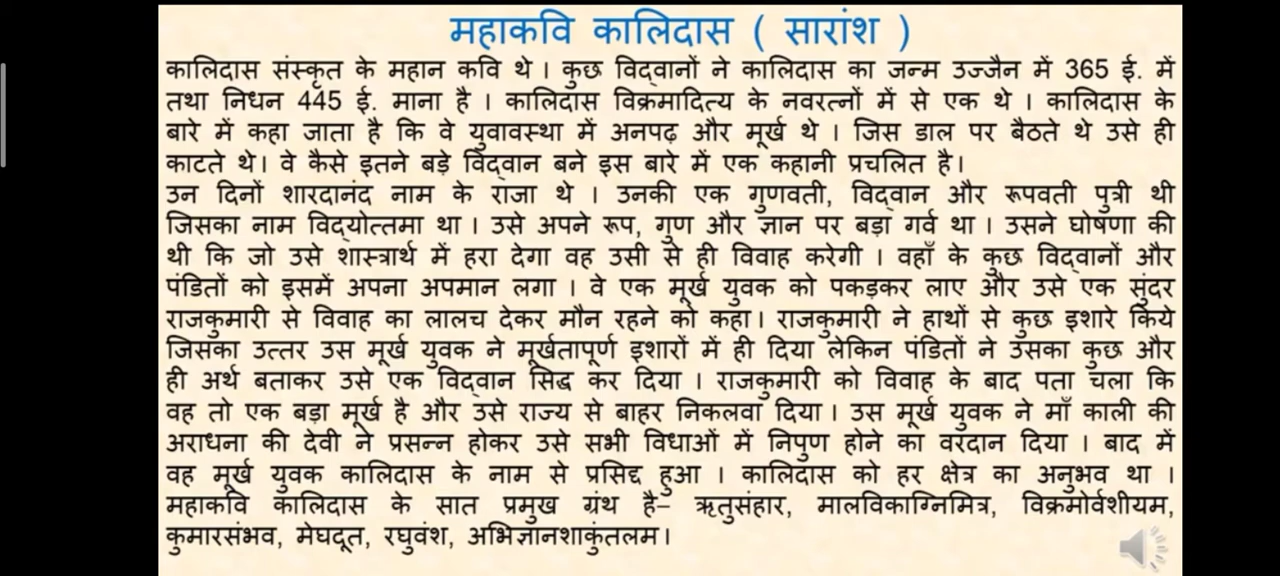 महाकवि कालिदास ( सारांश )
कालिदास संस्कृत के महान कवि थे । कुछ विद्‌वानों ने कालिदास का जन्म उज्जैन में 365 ई. में
तथा निधन 445 ई. माना है । कालिदास विक्रमादित्य के नवरत्नों में से एक थे । कालिदास के
बारे में कहा जाता है कि वे युवावस्था में अनपढ़ और मूर्ख थे । जिस डाल पर बैठते थे उसे ही
काटते थे। वे कैसे इतने बड़े विद्‌वान बने इस बारे में एक कहानी प्रचलित है।
उन दिनों शारदानंद नाम के राजा थे । उनकी एक गुणवती, विद्‌वान और रूपवती पुत्री थी
जिसका नाम विद्‌योत्तमा था । उसे अपने रूप, गुण और ज्ञान पर बड़ा गर्व था । उसने घोषणा की
थी कि जो उसे शास्त्रार्थ में हरा देगा वह उसी से ही विवाह करेगी । वहाँ के कुछ विद्‌वानों और
पंडितों को इसमें अपना अपमान लगा । वे एक मूर्ख युवक को पकड़कर लाए और उसे एक सुंदर
राजकुमारी से विवाह का लालच देकर मौन रहने को कहा। राजकुमारी ने हाथों से कुछ इशारे किये
जिसका उत्तर उस मूर्ख युवक ने मूर्खतापूर्ण इशारों में ही दिया लेकिन पंडितों ने उसका कुछ और
ही अर्थ बताकर उसे एक विद्‌वान सिद्ध कर दिया । राजकुमारी को विवाह के बाद पता चला कि
वह तो एक बड़ा मूर्ख है और उसे राज्य से बाहर निकलवा दिया। उस मूर्ख युवक ने माँ काली की
अराधना की देवी ने प्रसन्न होकर उसे सभी विधाओं में निपुण होने का वरदान दिया । बाद में
वह मूर्ख युवक कालिदास के नाम से प्रसिद्द हुआ । कालिदास को हर क्षेत्र का अनुभव था ।
महाकवि कालिदास के सात प्रमुख ग्रंथ है– ऋतुसंहार, मालविकाग्निमित्र, विक्रमोर्वशीयम,
कुमारसंभव, मेघदूत, रघुवंश, अभिज्ञानशाकुंतलम।